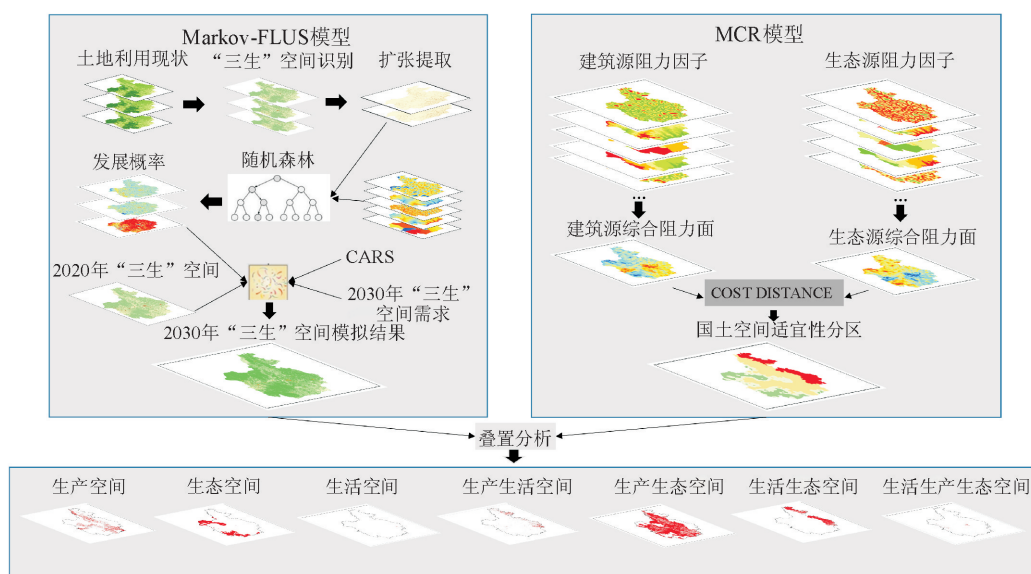 Markov-FLUS模型
土地利用现状
“三生”空间识别
扩张提取
发展概率
随机森林
CARS
2020年“三生”空间
2030年“三生”
空间需求
2030年“三生”空间模拟结果
MCR模型
建筑源阻力因子
生态源阻力因子
...
...
建筑源综合阻力面
生态源综合阻力面
COST DISTANCE
国土空间适宜性分区
叠置分析
生产空间
生态空间
生活空间
生产生活空间
生产生态空间
生活生态空间
生活生产生态空间